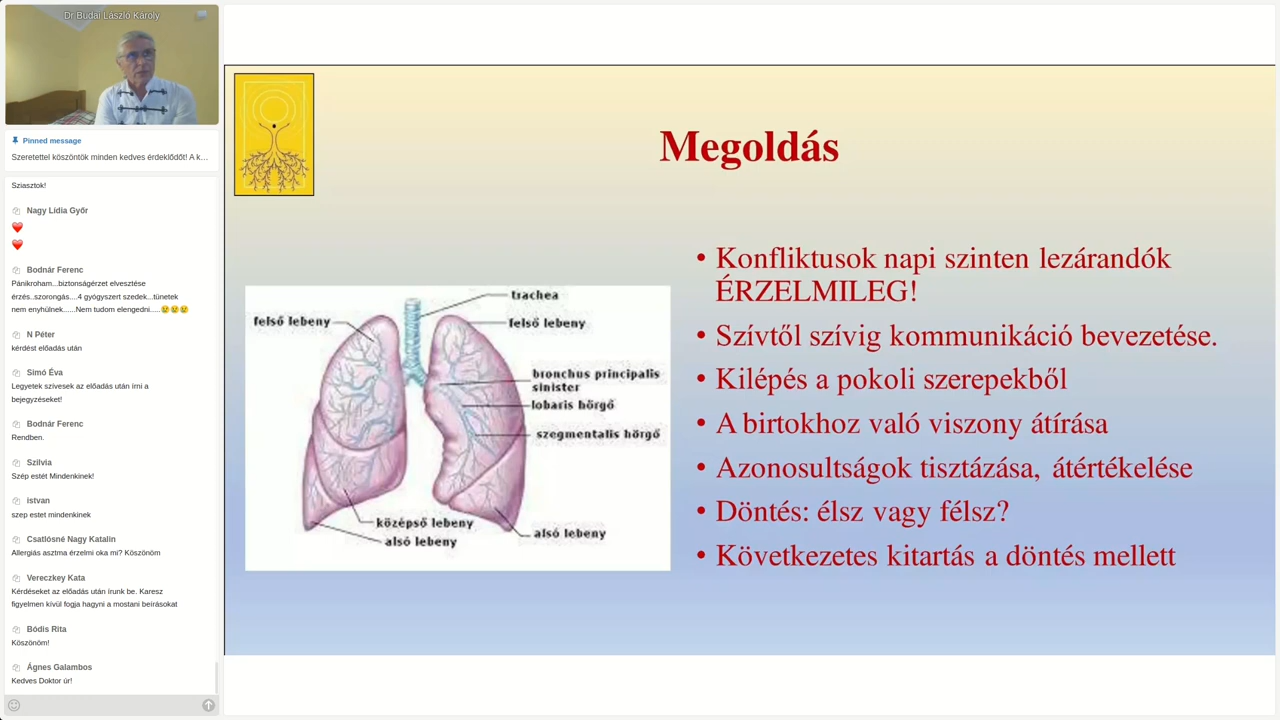 Dr Budai László Károly
Pinned message
Szeretettel köszöntök minden kedves érdeklődőt! A k…
Sziasztok!
Nagy Lídia Győr
Bodnár Ferenc
Pánikroham...biztonságérzet elvesztése
érzés..szorongás....4 gyógyszert szedek...tünetek
nem enyhülnek......Nem tudom elengedni.....😢😢😢
N Péter
kérdést előadás után
Simó Éva
Legyetek szívesek az előadás után írni a
bejegyzéseket!
Bodnár Ferenc
Rendben.
Szilvia
Szép estét Mindenkinek!
istvan
szep estet mindenkinek
Csatlósné Nagy Katalin
Allergiás asztma érzelmi oka mi? Köszönöm
Vereczkey Kata
Kérdéseket az előadás után írunk be. Karesz
figyelmen kívül fogja hagyni a mostani beírásokat
Bódis Rita
Köszönöm!
Ágnes Galambos
Kedves Doktor úr!
Megoldás
trachea
felső lebeny
felső lebeny
bronchus principalis
sinister
lobaris hörgő
szegmentalis hörgő
középső lebeny
alsó lebeny
alsó lebeny
• Konfliktusok napi szinten lezárandók
ÉRZELMILEG!
• Szívtől szívig kommunikáció bevezetése.
• Kilépés a pokoli szerepekből
• A birtokhoz való viszony átírása
• Azonosultságok tisztázása, átértékelése
• Döntés: élsz vagy félsz?
• Következetes kitartás a döntés mellett